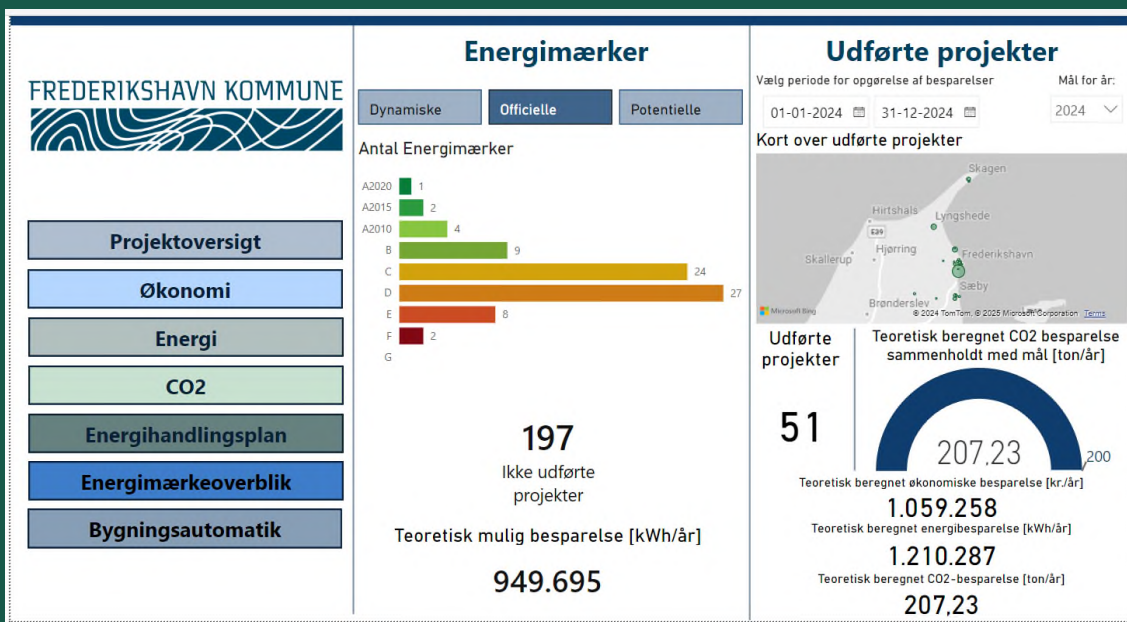 FREDERIKSHAVN KOMMUNE
Projektoversigt
Økonomi
Energi
CO2
Energihandlingsplan
Energimærkeoverblik
Bygningsautomatik
Energimærker
Dynamiske
Officielle
Potentielle
Antal Energimærker
A2020 1
A2015 2
A2010 4
B 9
C 24
D 27
E 8
F 2
G
197
Ikke udførte
projekter
Teoretisk mulig besparelse [kWh/år]
949.695
Udførte projekter
Vælg periode for opgørelse af besparelser
Mål for år:
01-01-2024
31-12-2024
2024
Kort over udførte projekter
Skagen
Hirtshals
Lyngshede
E39
Hjørring
Frederikshavn
Skallerup
Sæby
Brønderslev
Microsoft Bing
© 2024 TomTom, © 2025 Microsoft Corporation Terms
Udførte
projekter
51
Teoretisk beregnet CO2 besparelse
sammenholdt med mål [ton/år]
207,23
200
Teoretisk beregnet økonomiske besparelse [kr./år]
1.059.258
Teoretisk beregnet energibesparelse [kWh/år]
1.210.287
Teoretisk beregnet CO2-besparelse [ton/år]
207,23